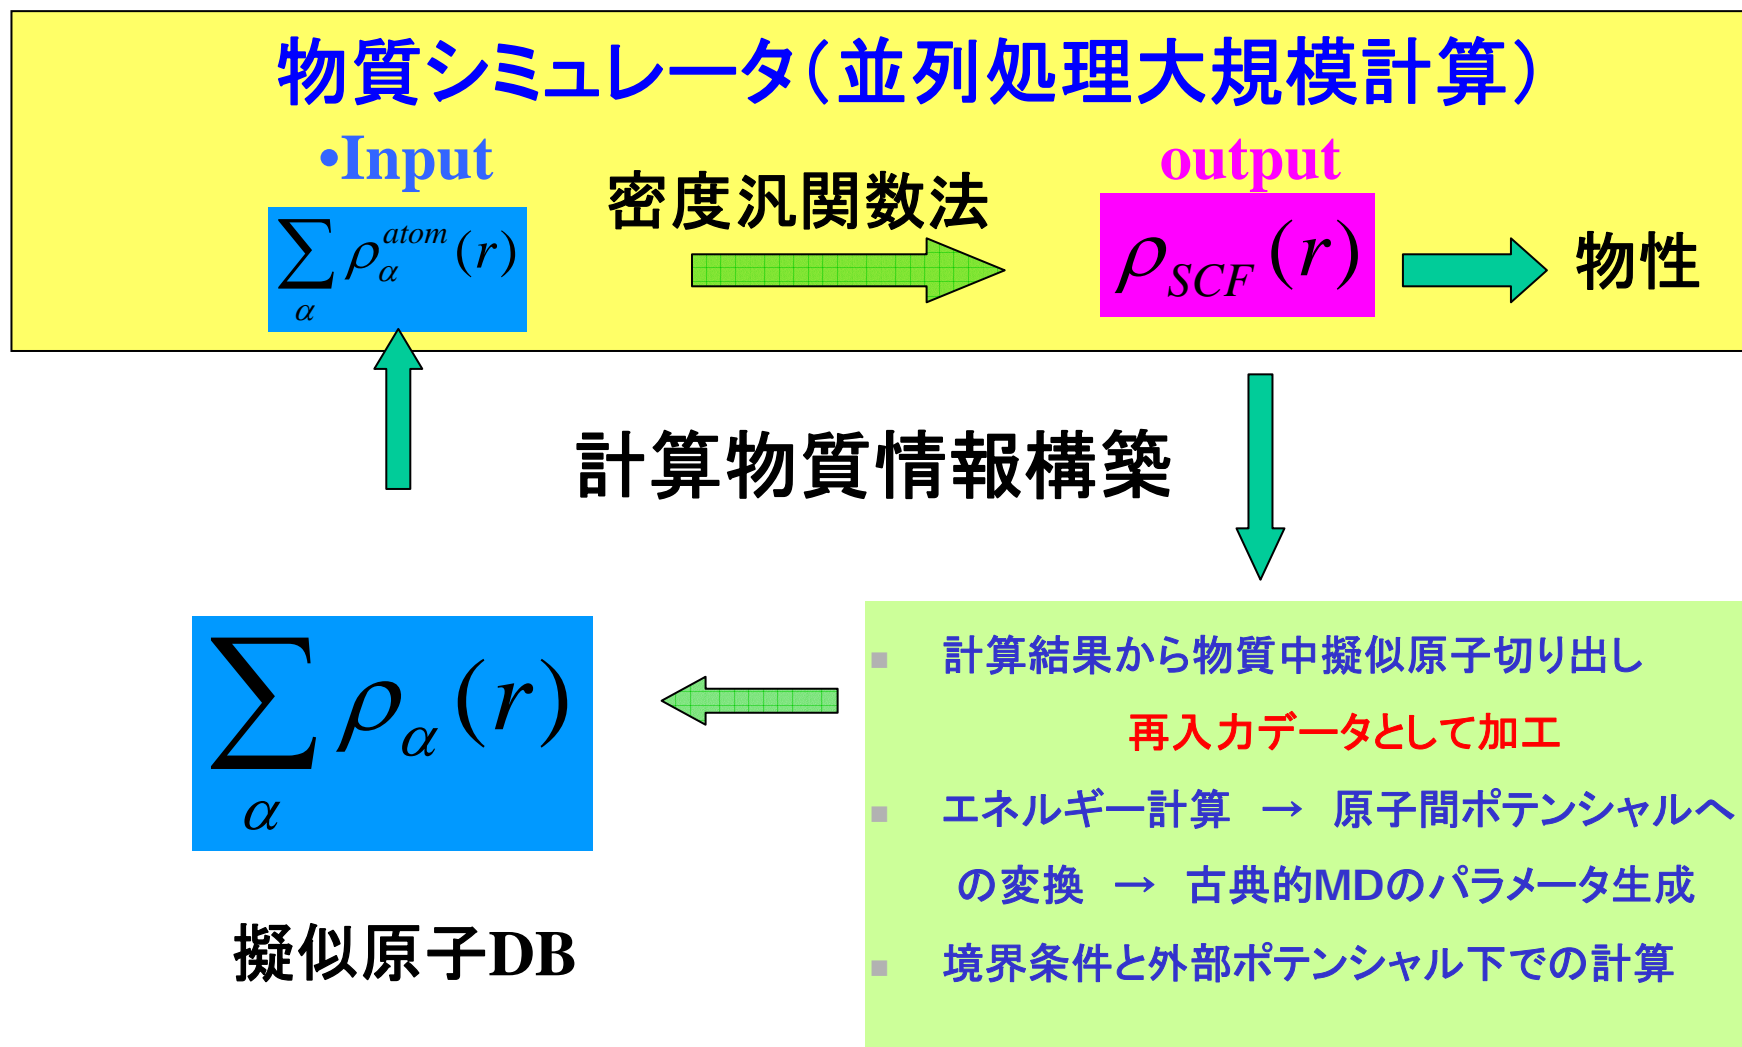 物質シミュレータ（並列処理大規模計算）
•Input
密度汎関数法
output
∑_α ρ_α^{atom}(r)
ρ_{SCF}(r)
物性
計算物質情報構築
∑_α ρ_α(r)
擬似原子DB
■ 計算結果から物質中擬似原子切り出し
再入力データとして加工
■ エネルギー計算　→　原子間ポテンシャルへ
の変換　→　古典的MDのパラメータ生成
■ 境界条件と外部ポテンシャル下での計算